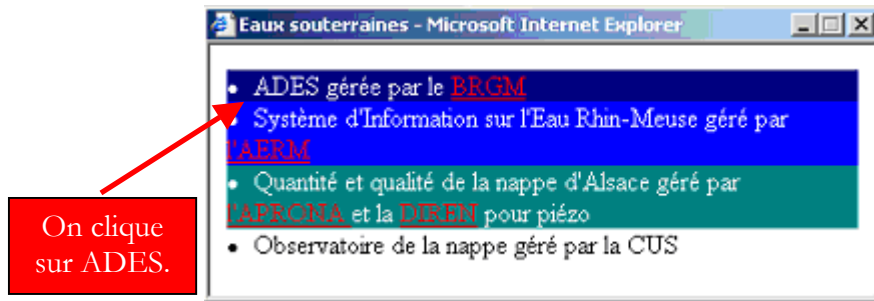 Eaux souterraines - Microsoft Internet Explorer
• ADES gérée par le BRGM
• Système d'Information sur l'Eau Rhin-Meuse géré par
l'AERM
• Quantité et qualité de la nappe d'Alsace géré par
l'APRONA et la DIREN pour piézo
• Observatoire de la nappe géré par la CUS
On clique
sur ADES.